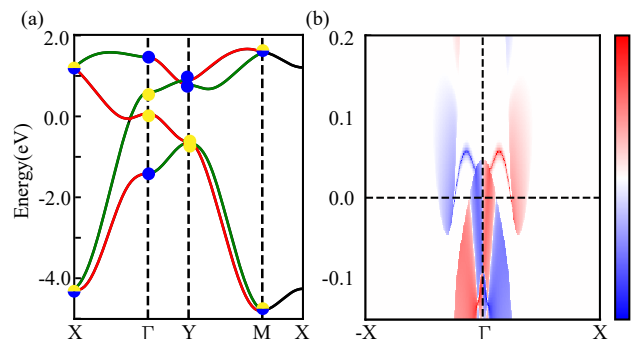 (a)
(b)
Energy(eV)
2.0
0.0
-2.0
-4.0
X
Γ
Y
M
X
0.2
0.1
0.0
-0.1
-X
Γ
X